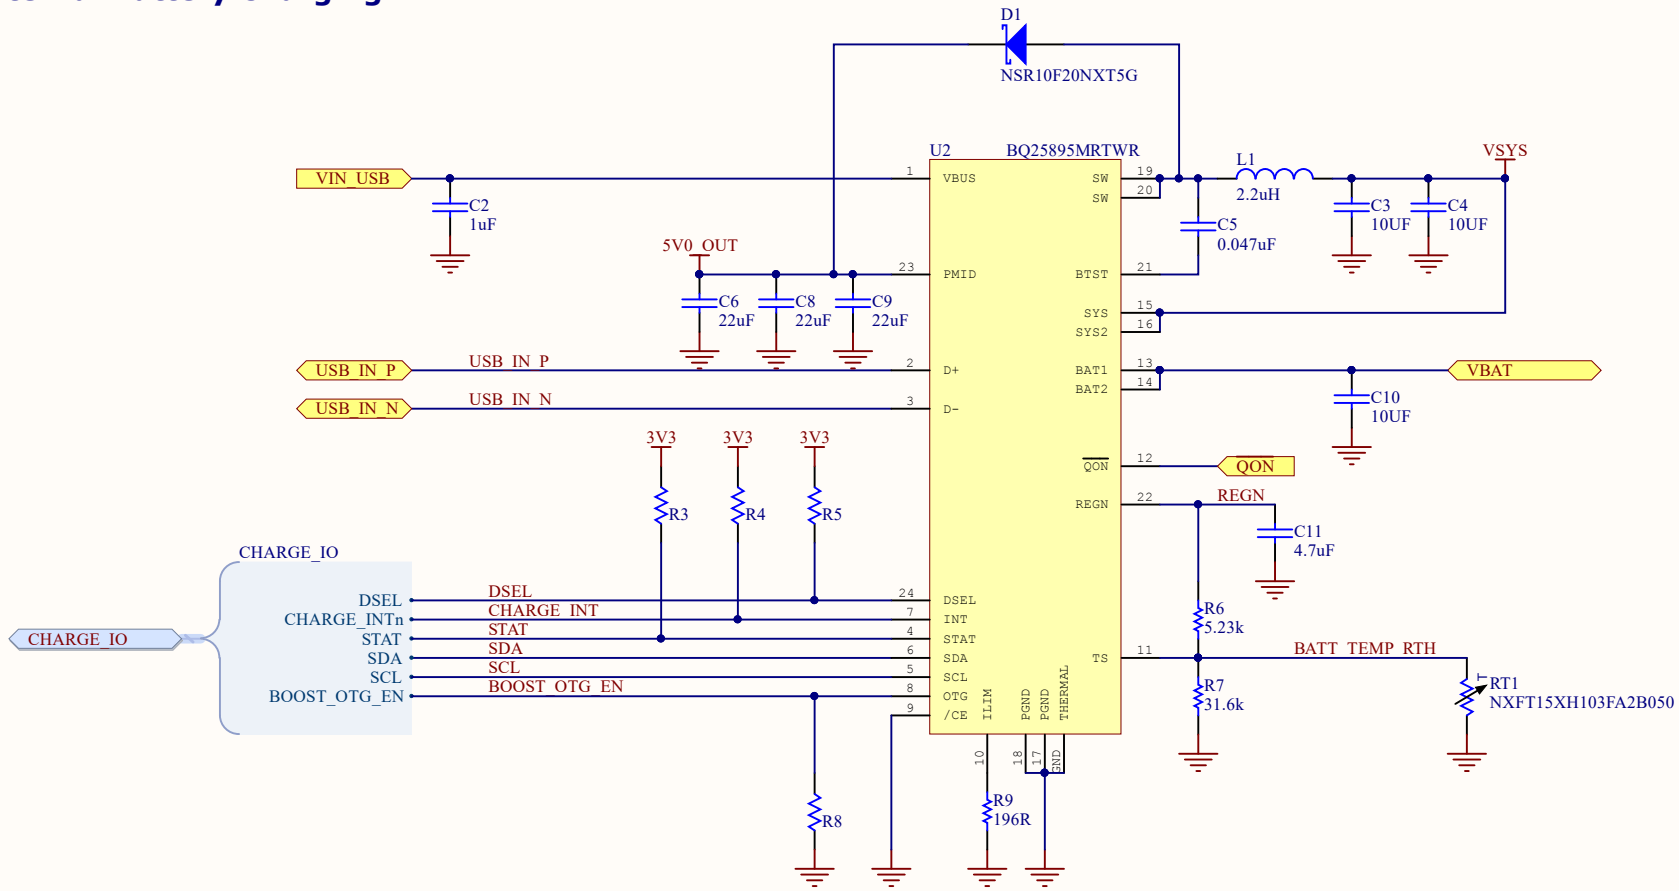 D1
NSR10F20NXT5G
U2
BQ25895MRTWR
VIN_USB
1
VBUS
SW
19
SW
20
L1
2.2uH
VSYS
C2
1uF
C5
0.047uF
C3
10UF
C4
10UF
5V0_OUT
23
PMID
BTST
21
C6
22uF
C8
22uF
C9
22uF
SYS
15
SYS2
16
USB_IN_P
USB_IN_P
2
D+
BAT1
13
BAT2
14
VBAT
USB_IN_N
USB_IN_N
3
D-
C10
10UF
3V3
3V3
3V3
QON
12
QON
R3
R4
R5
REGN
22
REGN
C11
4.7uF
CHARGE_IO
CHARGE_IO
DSEL
DSEL
24
DSEL
CHARGE_INTn
CHARGE_INT
7
INT
STAT
STAT
4
STAT
SDA
SDA
6
SDA
SCL
SCL
5
SCL
BOOST_OTG_EN
BOOST_OTG_EN
8
OTG
9
/CE
R6
5.23k
TS
11
BATT_TEMP_RTH
R7
31.6k
T
RT1
NXFT15XH103FA2B050
ILIM
PGND
PGND
THERMAL
10
18
17
GND
R8
R9
196R